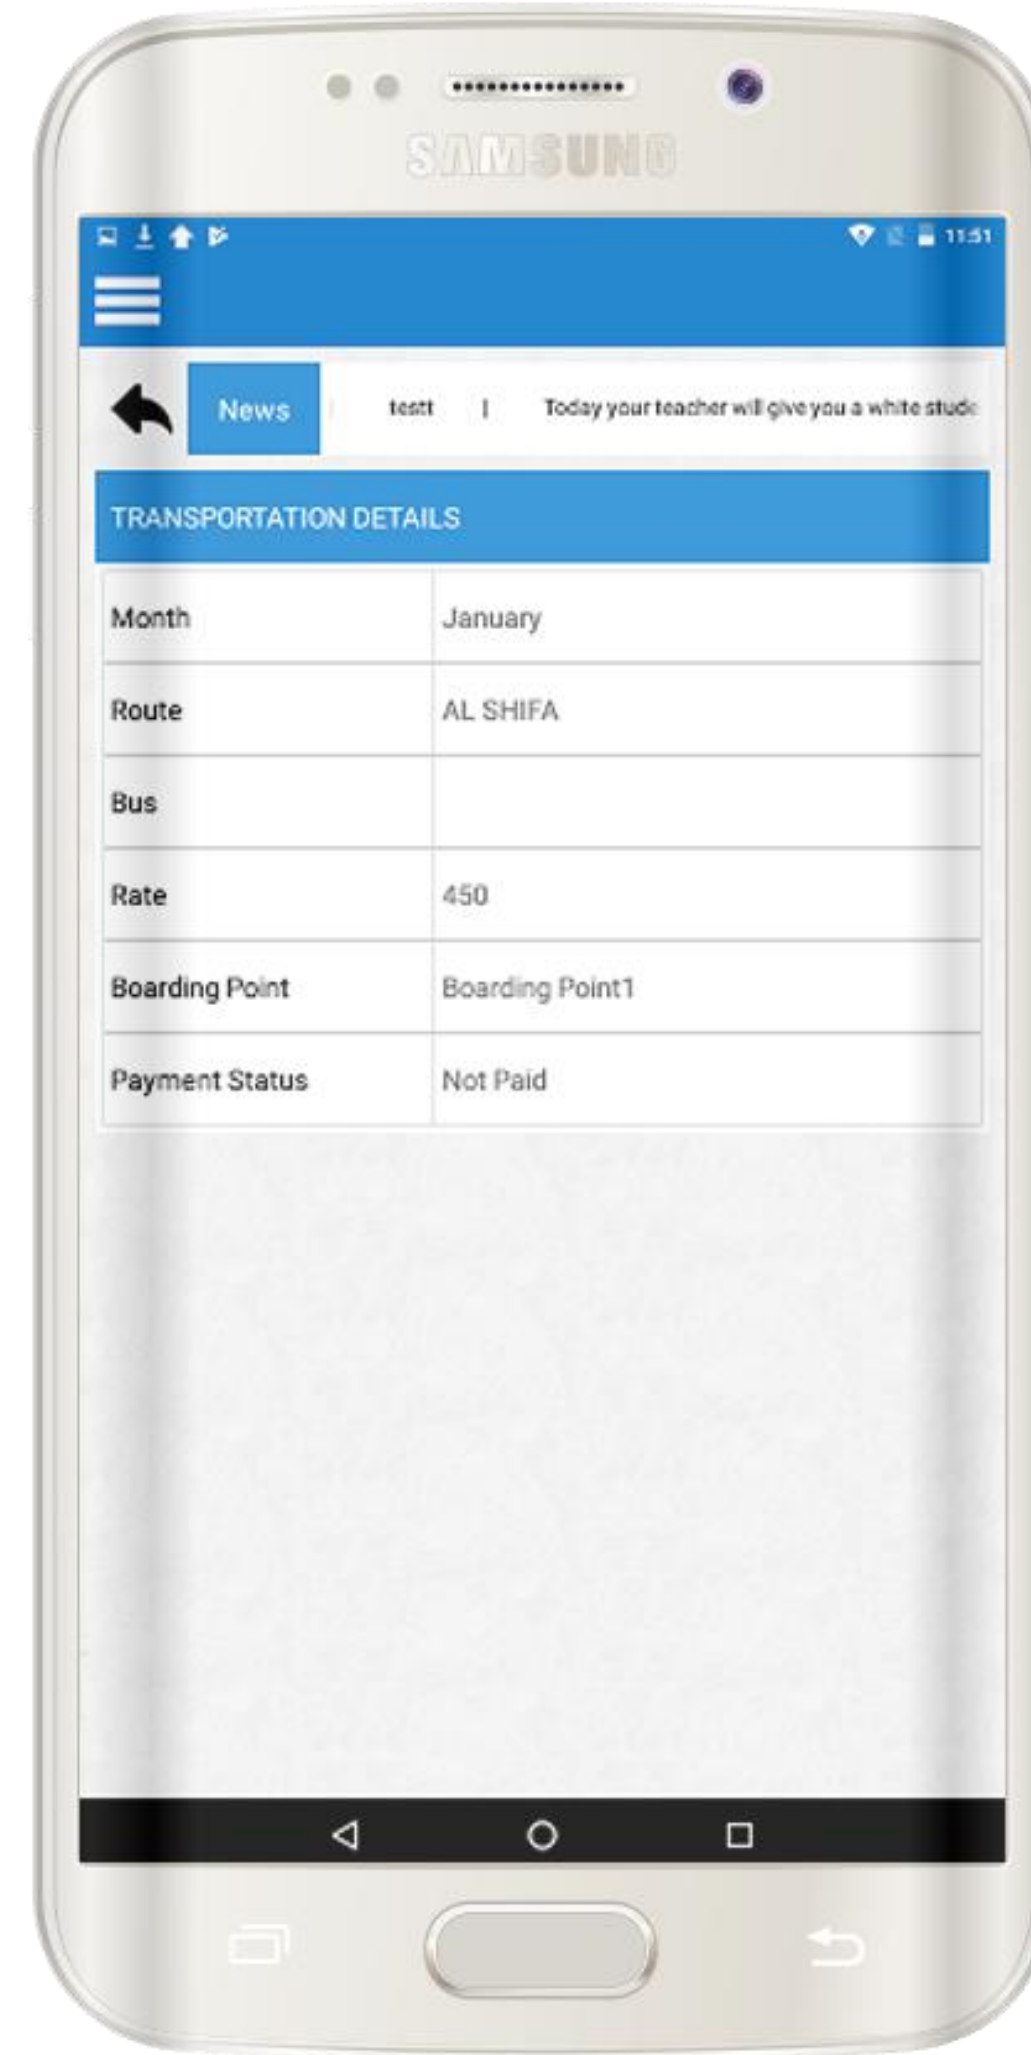 SAMSUNG
11:51
News testt | Today your teacher will give you a white stude
TRANSPORTATION DETAILS
Month January
Route AL SHIFA
Bus
Rate 450
Boarding Point Boarding Point1
Payment Status Not Paid